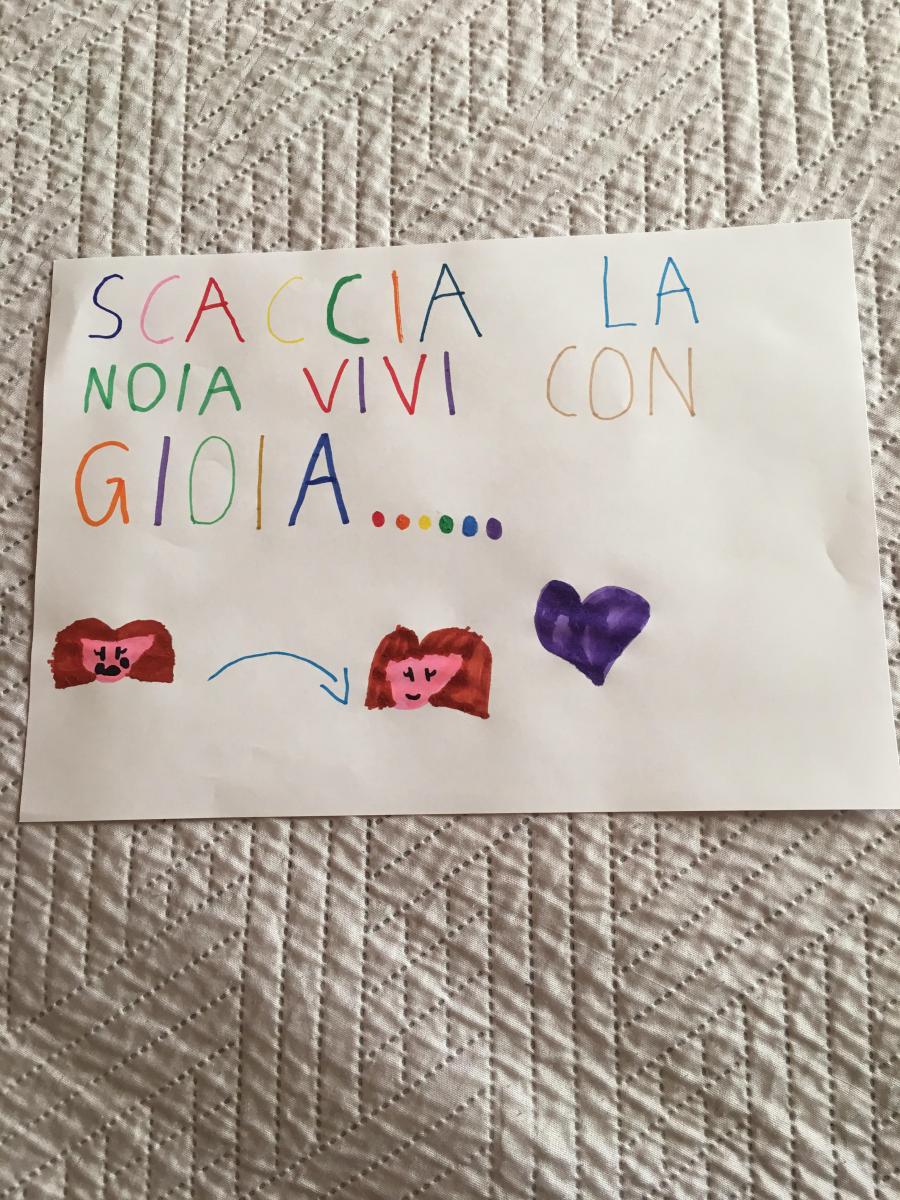 SCACCIA LA
NOIA VIVI CON
GIOIA......